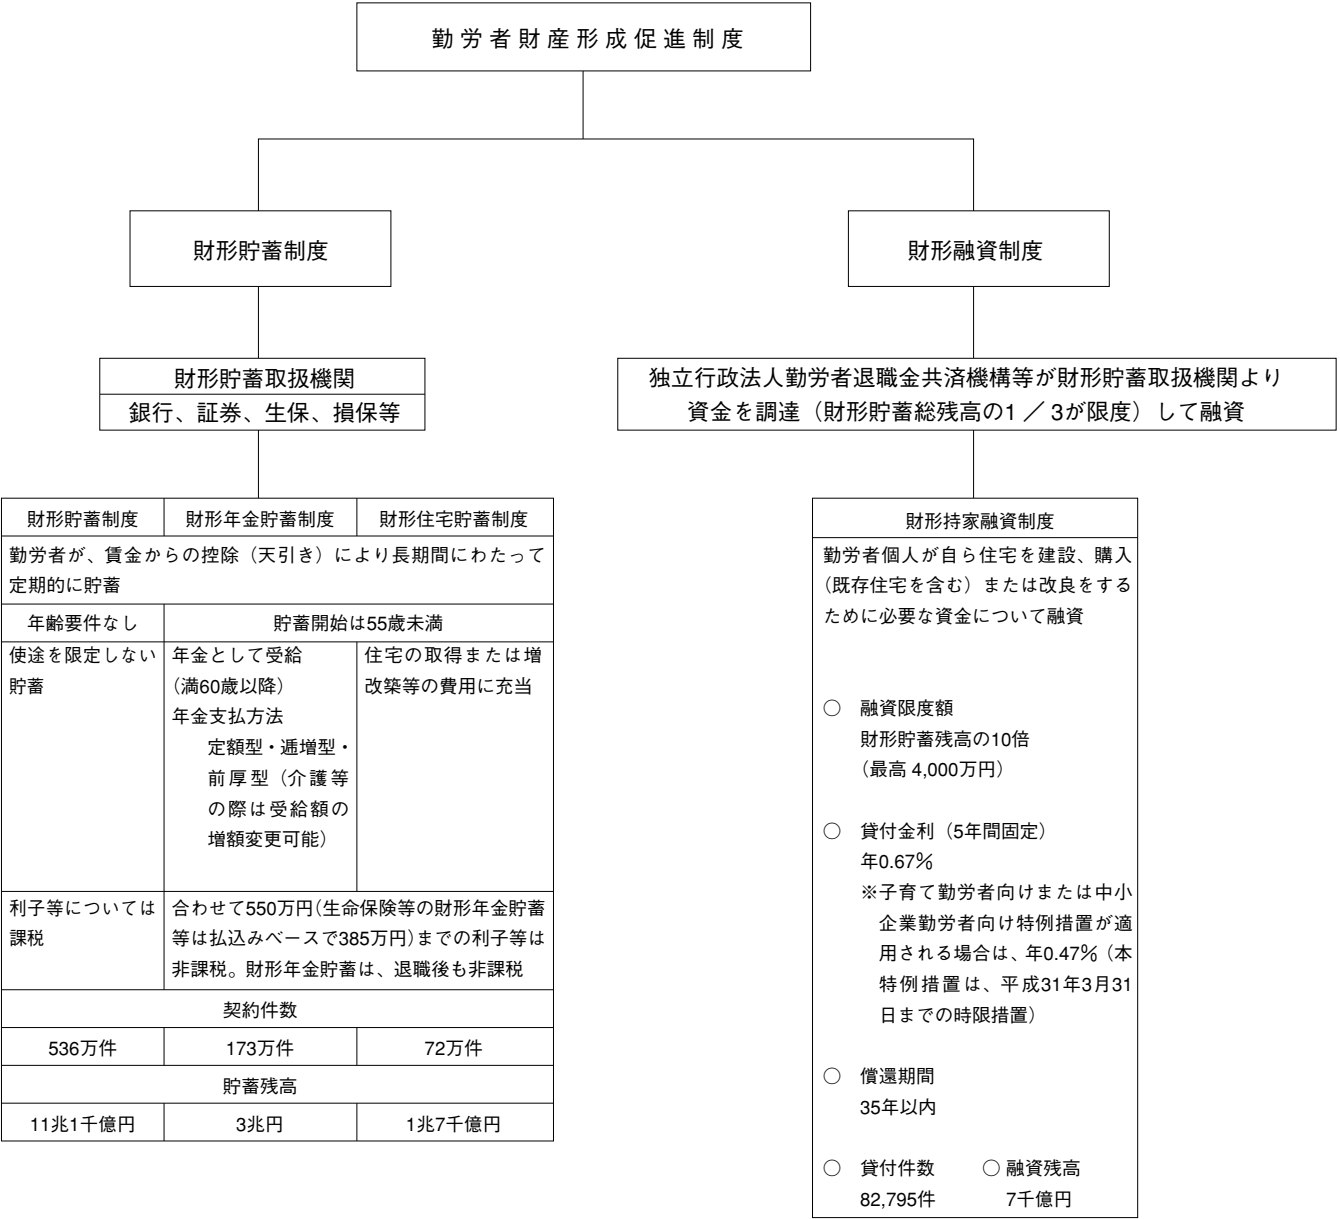 勤労者財産形成促進制度
財形貯蓄制度
財形融資制度
財形貯蓄取扱機関
銀行、証券、生保、損保等
独立行政法人勤労者退職金共済機構等が財形貯蓄取扱機関より
資金を調達（財形貯蓄総残高の1／3が限度）して融資
財形貯蓄制度 財形年金貯蓄制度 財形住宅貯蓄制度
勤労者が、賃金からの控除（天引き）により長期間にわたって
定期的に貯蓄
年齢要件なし 貯蓄開始は55歳未満
使途を限定しない
貯蓄
年金として受給
（満60歳以降）
年金支払方法
定額型・逓増型・
前厚型（介護等
の際は受給額の
増額変更可能）
住宅の取得または増
改築等の費用に充当
利子等については
課税
合わせて550万円（生命保険等の財形年金貯蓄
等は払込みベースで385万円）までの利子等は
非課税。財形年金貯蓄は、退職後も非課税
契約件数
536万件 173万件 72万件
貯蓄残高
11兆1千億円 3兆円 1兆7千億円
財形持家融資制度
勤労者個人が自ら住宅を建設、購入
（既存住宅を含む）または改良をする
ために必要な資金について融資
○ 融資限度額
財形貯蓄残高の10倍
（最高 4,000万円）
○ 貸付金利（5年間固定）
年0.67％
※子育て勤労者向けまたは中小
企業勤労者向け特例措置が適
用される場合は、年0.47％（本
特例措置は、平成31年3月31
日までの時限措置）
○ 償還期間
35年以内
○ 貸付件数 ○ 融資残高
82,795件 7千億円